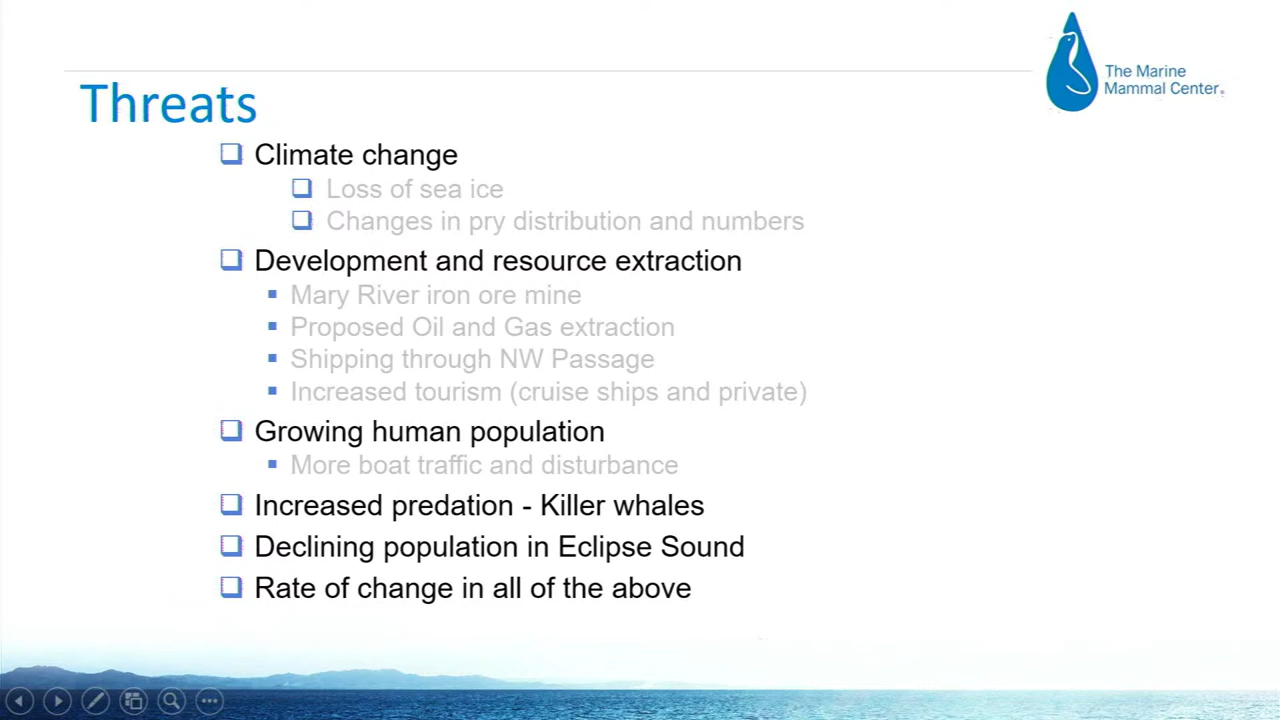 The Marine
Mammal Center.
Threats
Climate change
Loss of sea ice
Changes in pry distribution and numbers
Development and resource extraction
Mary River iron ore mine
Proposed Oil and Gas extraction
Shipping through NW Passage
Increased tourism (cruise ships and private)
Growing human population
More boat traffic and disturbance
Increased predation - Killer whales
Declining population in Eclipse Sound
Rate of change in all of the above